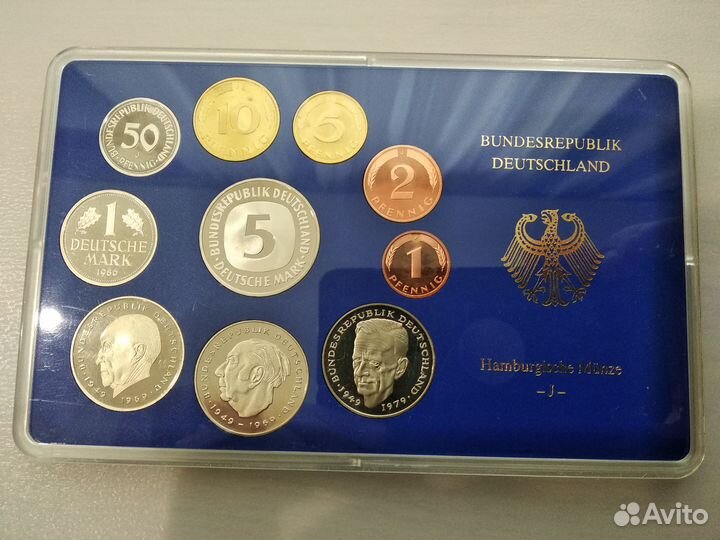 BUNDESREPUBLIK DEUTSCHLAND
50
J
PFENNIG
10
PFENNIG
5
PFENNIG
2
PFENNIG
1
PFENNIG
1
DEUTSCHE
MARK
1986
BUNDESREPUBLIK DEUTSCHLAND
5
DEUTSCHE MARK
BUNDESREPUBLIK DEUTSCHLAND
1949 1969
BUNDESREPUBLIK DEUTSCHLAND
1949 - 1969
BUNDESREPUBLIK DEUTSCHLAND
1949 1979
BUNDESREPUBLIK
DEUTSCHLAND
Hamburgische Münze
– J –
Avito